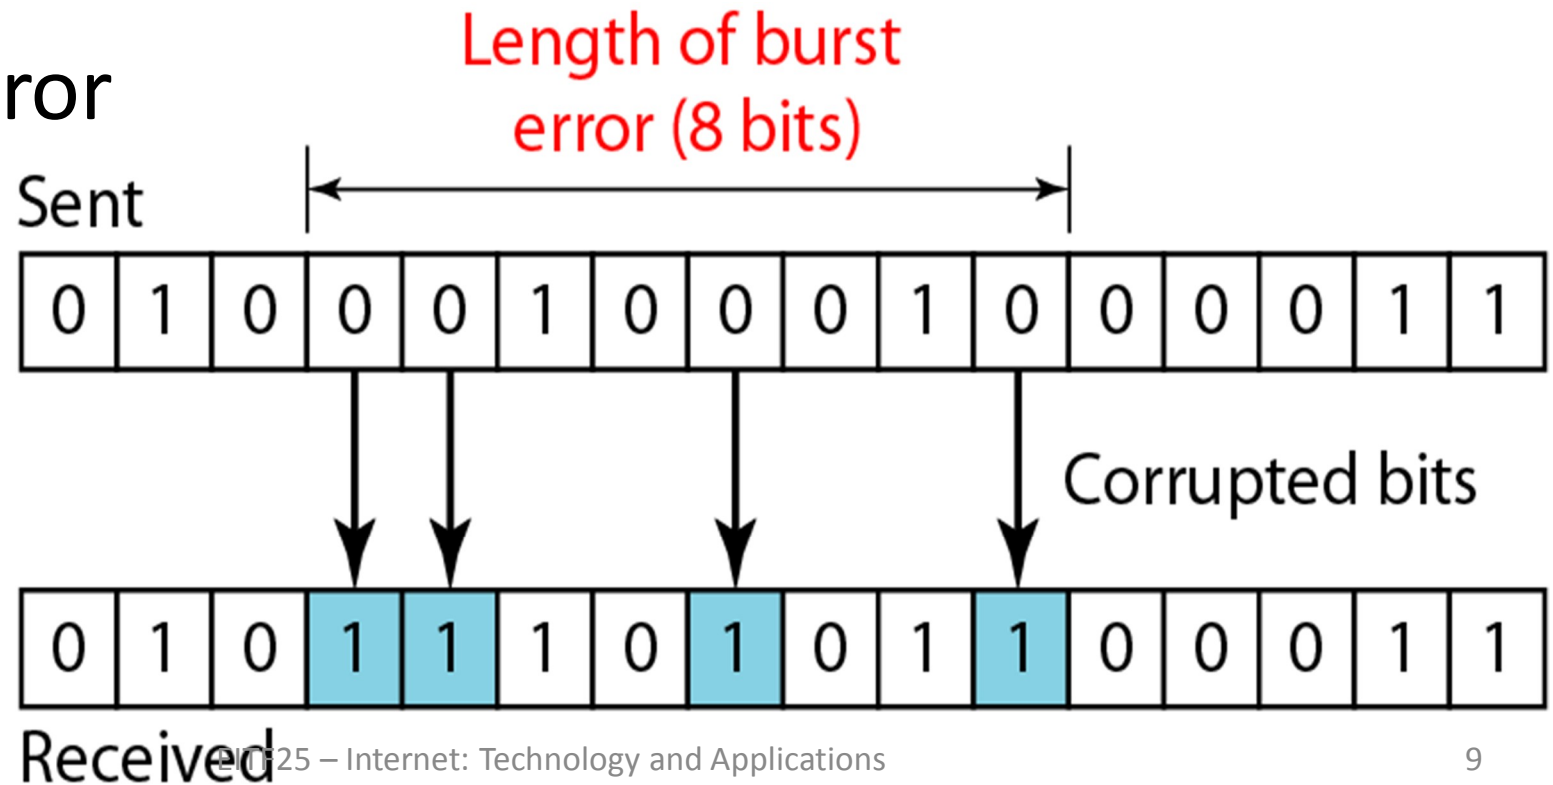 Length of burst
ror
error (8 bits)
Sent
0 1 0 0 0 1 0 0 0 1 0 0 0 0 1 1
Corrupted bits
0 1 0 1 1 1 0 1 0 1 1 0 0 0 1 1
Received
EITF25 – Internet: Technology and Applications
9